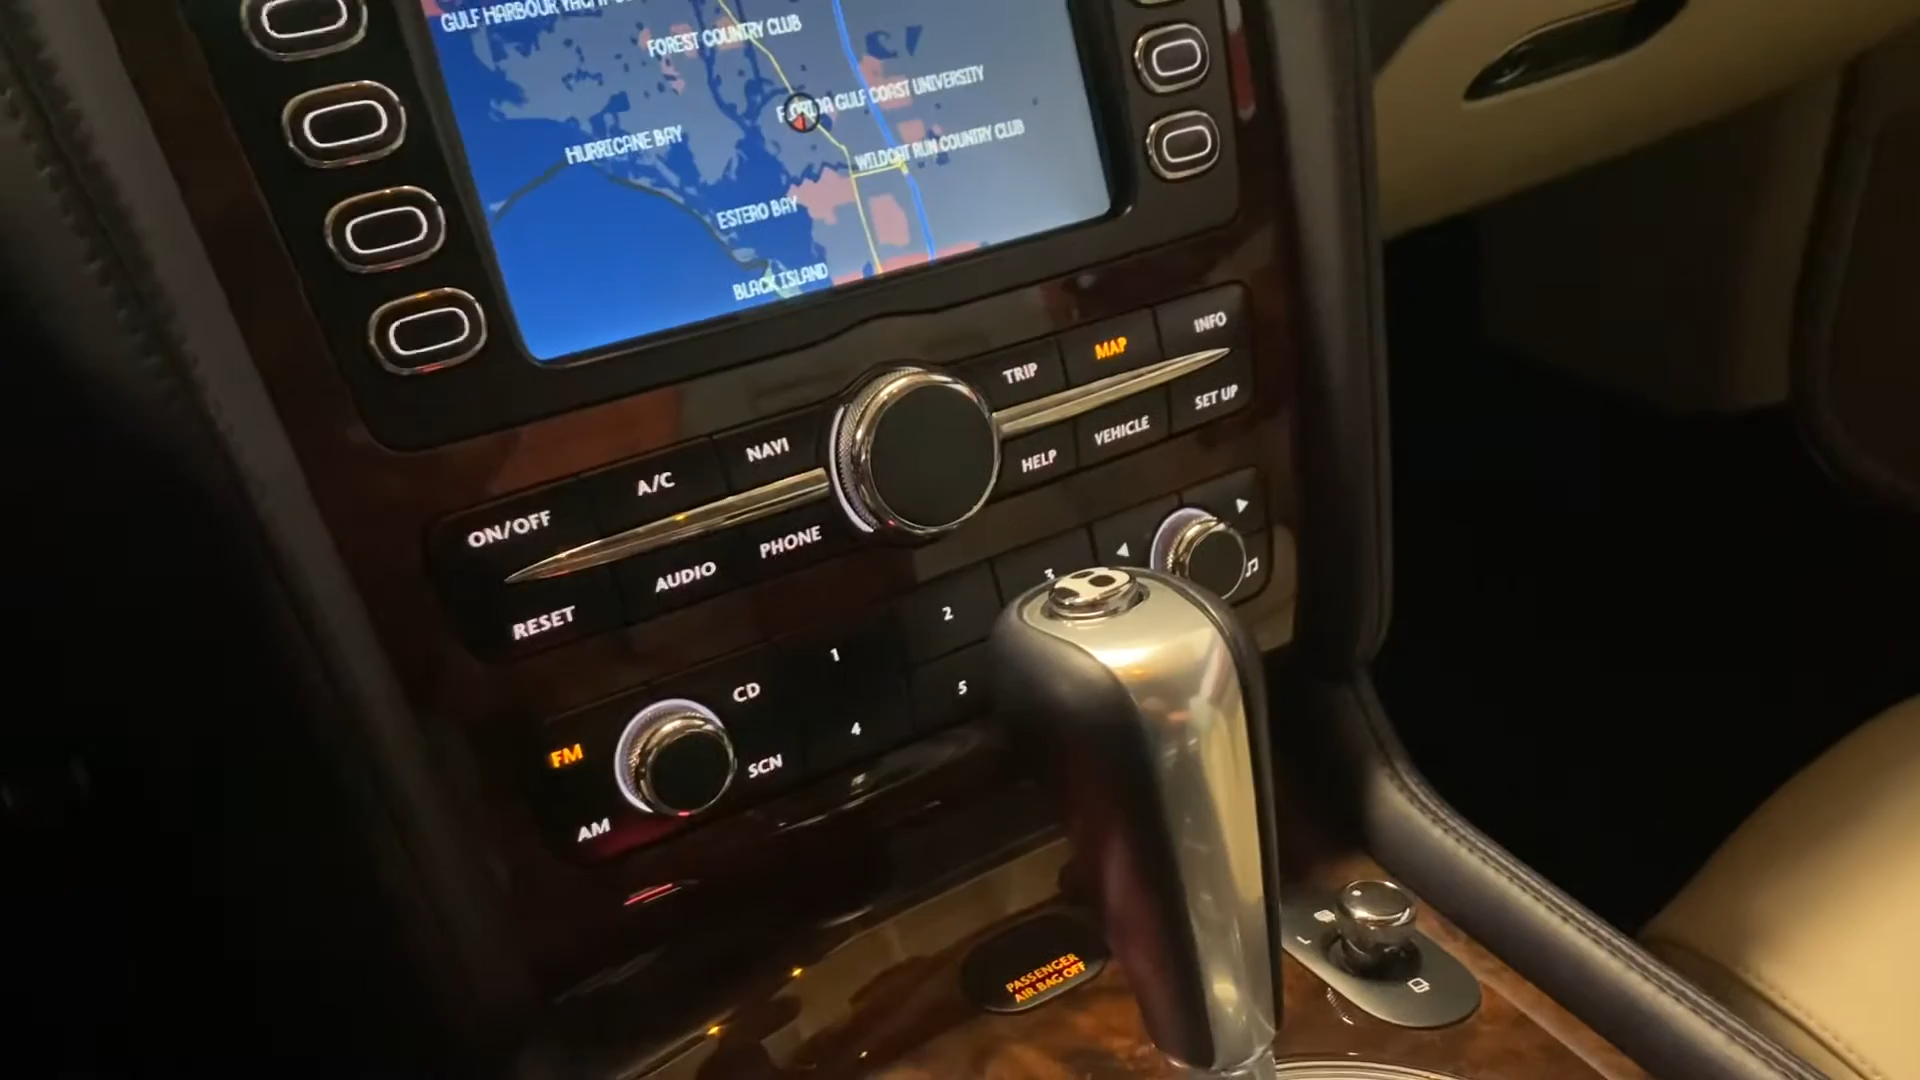 GULF HARBOUR
FOREST COUNTRY CLUB
FLORIDA GULF COAST UNIVERSITY
HURRICANE BAY
WILDCAT RUN COUNTRY CLUB
ESTERO BAY
BLACK ISLAND
INFO
MAP
TRIP
SET UP
VEHICLE
HELP
NAVI
A/C
ON/OFF
PHONE
AUDIO
RESET
3
2
1
CD
5
4
FM
SCN
AM
PASSENGER
AIR BAG OFF